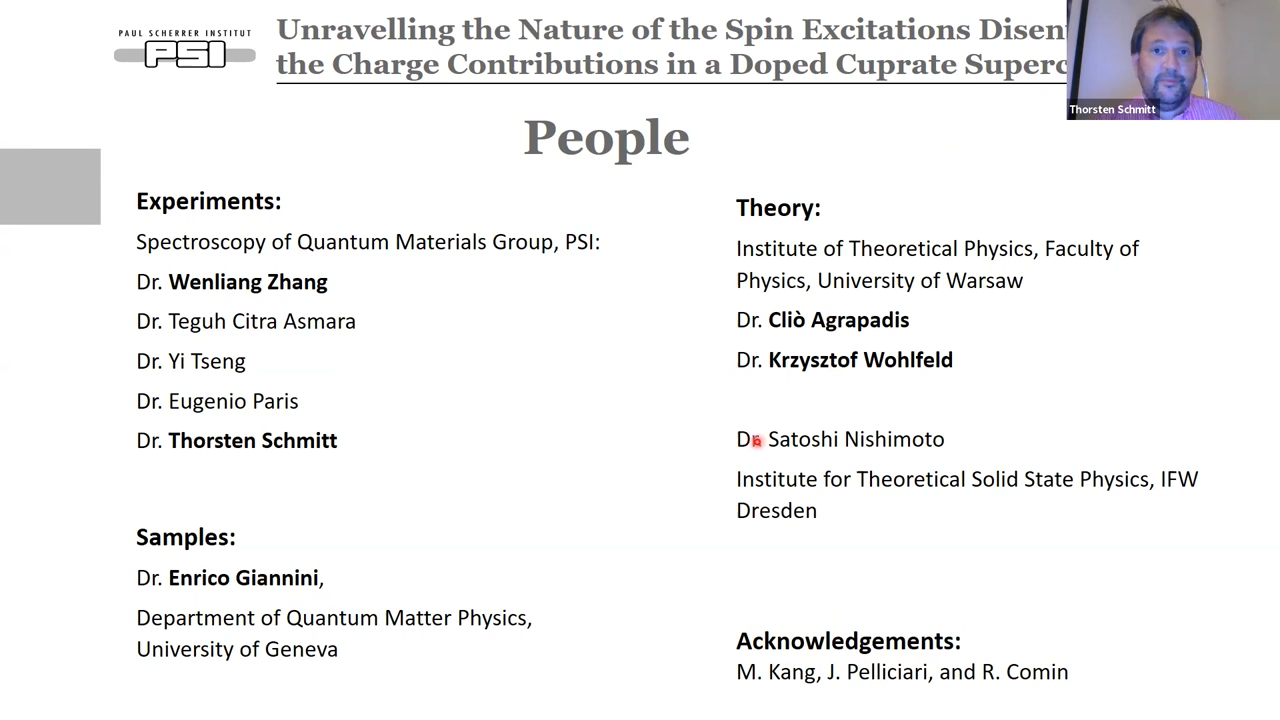 PAUL SCHERRER INSTITUT
PSI
Unravelling the Nature of the Spin Excitations Disen
the Charge Contributions in a Doped Cuprate Superc
Thorsten Schmitt
People
Experiments:
Spectroscopy of Quantum Materials Group, PSI:
Dr. Wenliang Zhang
Dr. Teguh Citra Asmara
Dr. Yi Tseng
Dr. Eugenio Paris
Dr. Thorsten Schmitt
Samples:
Dr. Enrico Giannini,
Department of Quantum Matter Physics,
University of Geneva
Theory:
Institute of Theoretical Physics, Faculty of
Physics, University of Warsaw
Dr. Cliò Agrapadis
Dr. Krzysztof Wohlfeld
Dr. Satoshi Nishimoto
Institute for Theoretical Solid State Physics, IFW
Dresden
Acknowledgements:
M. Kang, J. Pelliciari, and R. Comin